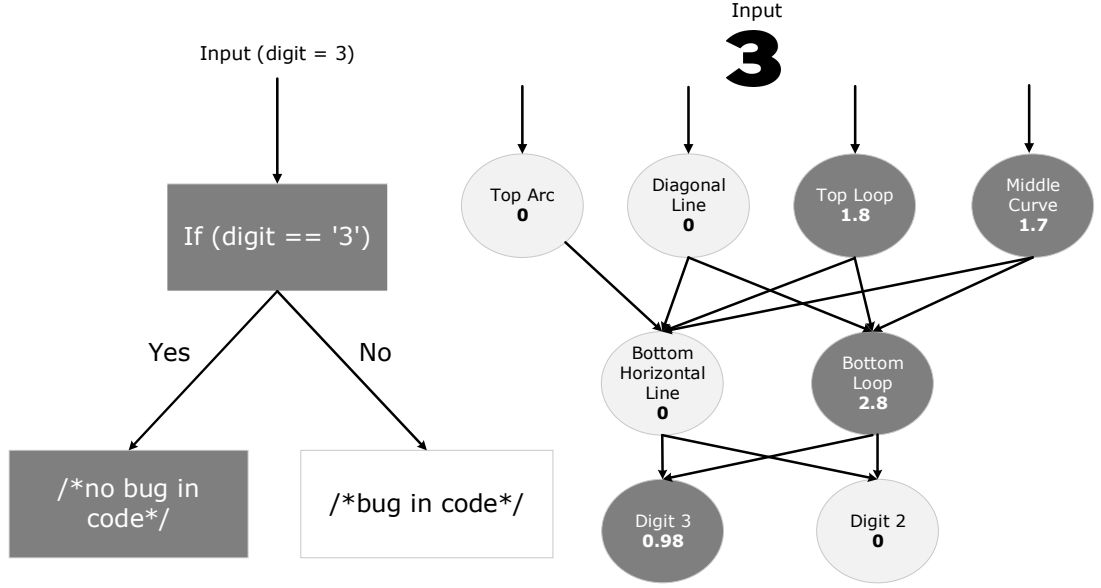 Input (digit = 3)
If (digit == '3')
Yes
No
/*no bug in
code*/
/*bug in code*/
Input
3
Top Arc
0
Diagonal
Line
0
Top Loop
1.8
Middle
Curve
1.7
Bottom
Horizontal
Line
0
Bottom
Loop
2.8
Digit 3
0.98
Digit 2
0